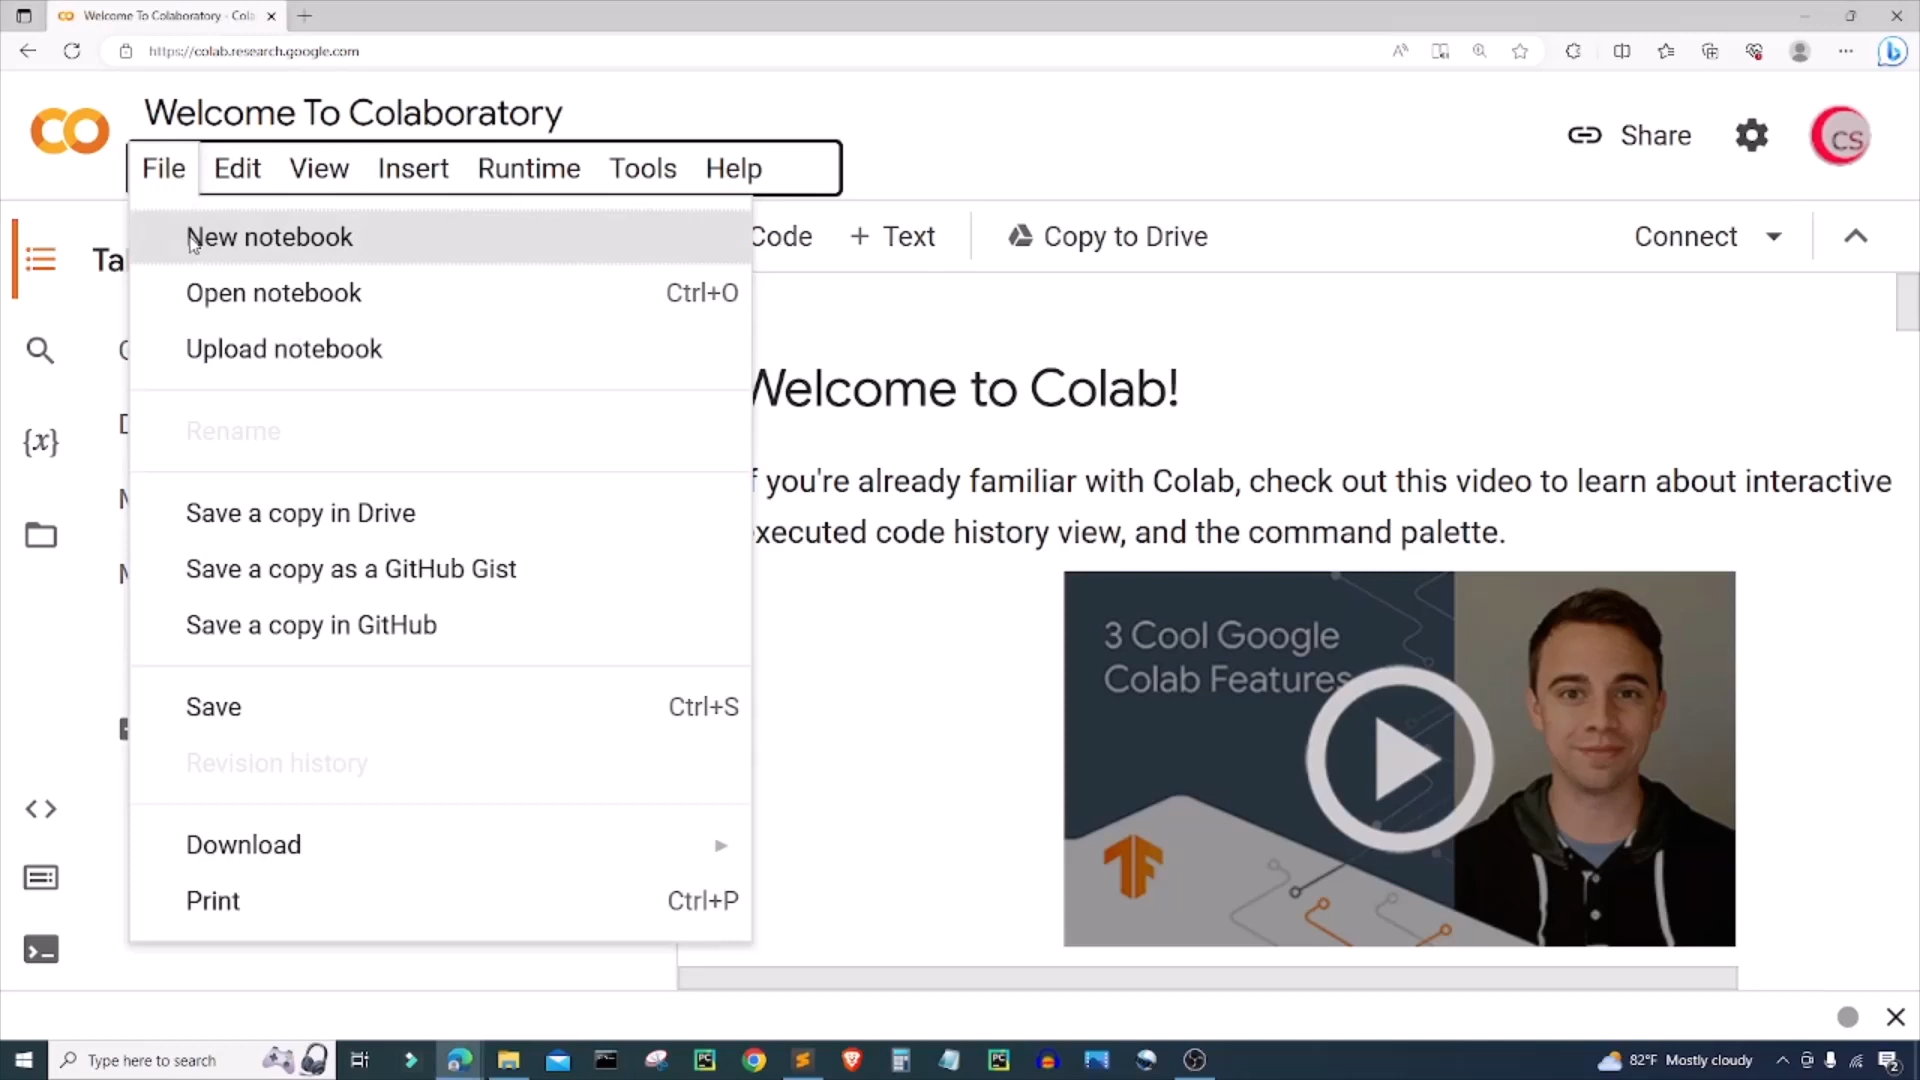 Welcome To Colaboratory - Cola
https://colab.research.google.com
Welcome To Colaboratory
File Edit View Insert Runtime Tools Help
Share
CS
New notebook
Open notebook Ctrl+O
Upload notebook
Rename
Save a copy in Drive
Save a copy as a GitHub Gist
Save a copy in GitHub
Save Ctrl+S
Revision history
Download
Print Ctrl+P
Ta
{x}
Code + Text Copy to Drive Connect
Welcome to Colab!
f you're already familiar with Colab, check out this video to learn about interactive
xecuted code history view, and the command palette.
3 Cool Google
Colab Features
Type here to search
82°F Mostly cloudy
2